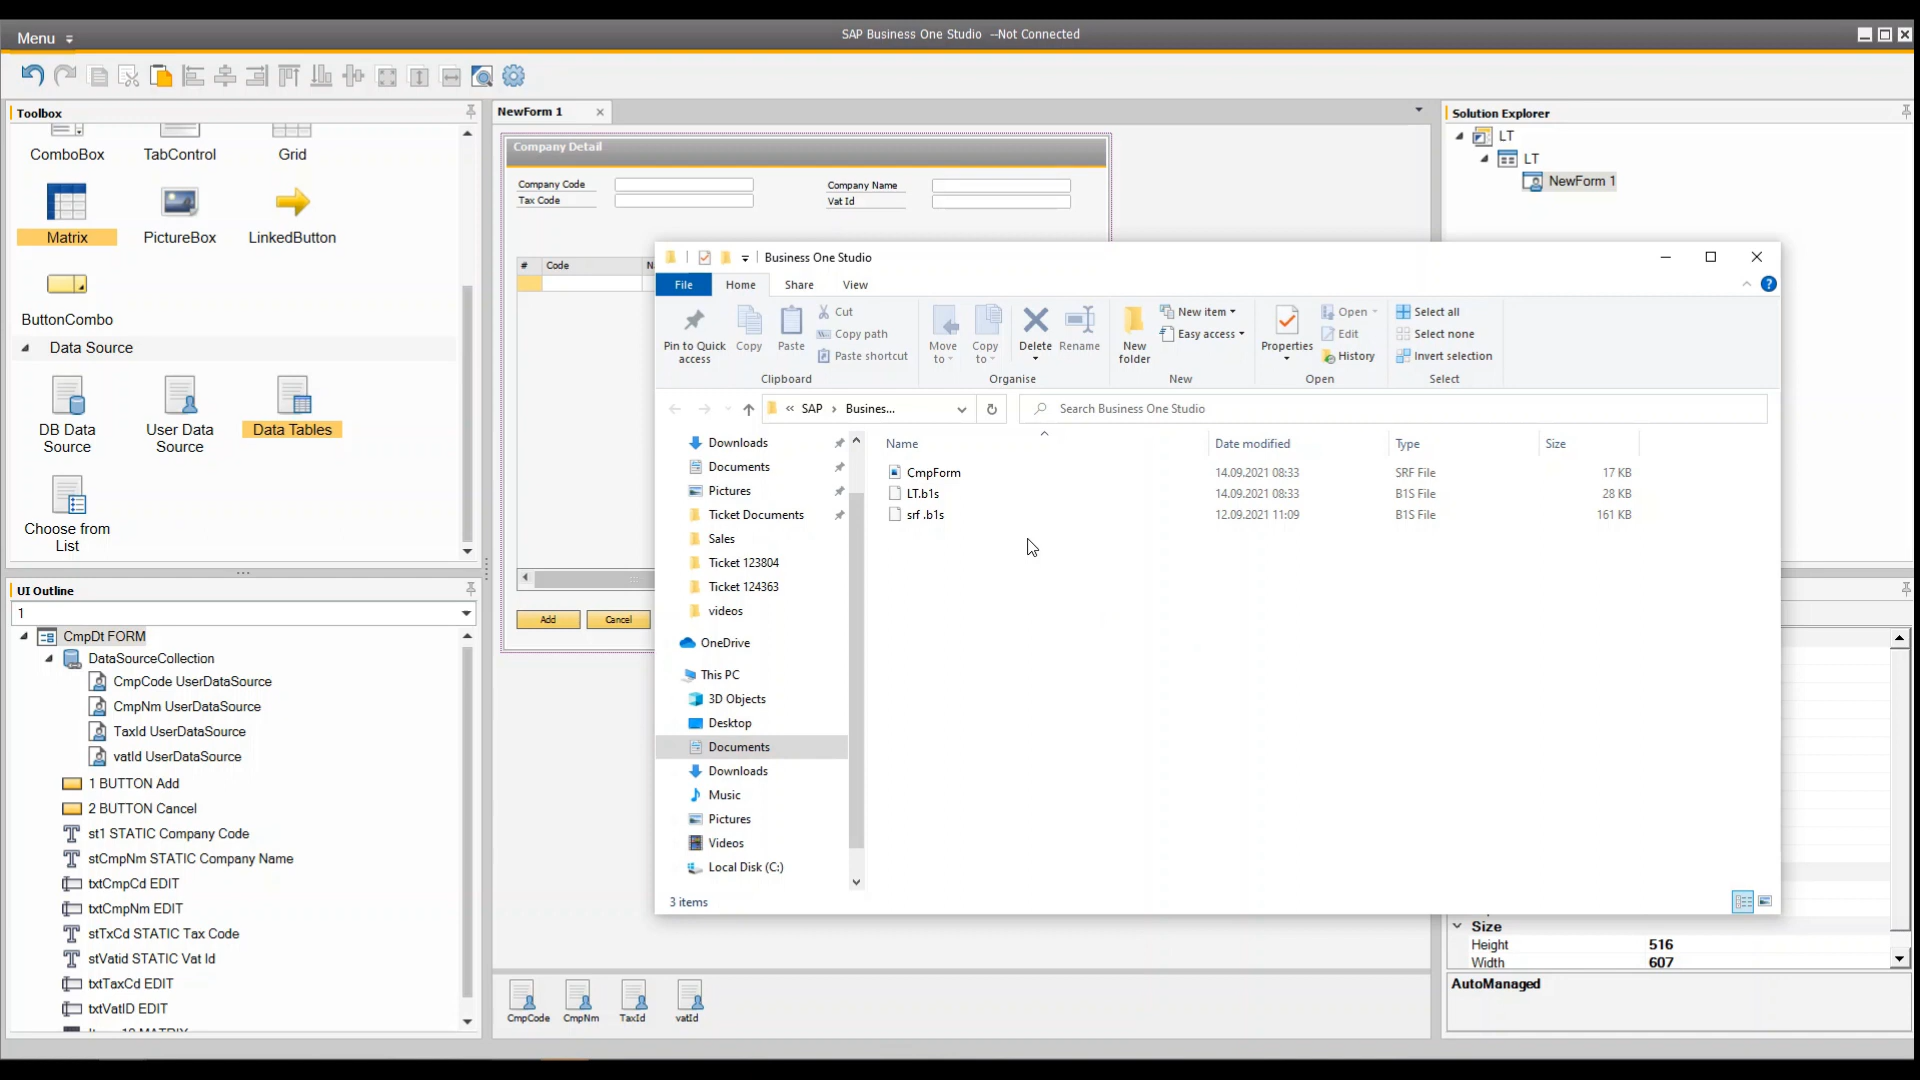 Menu
SAP Business One Studio --Not Connected
Toolbox
ComboBox
TabControl
Grid
Matrix
PictureBox
LinkedButton
ButtonCombo
Data Source
DB Data Source
User Data Source
Data Tables
Choose from List
UI Outline
1
CmpDt FORM
DataSourceCollection
CmpCode UserDataSource
CmpNm UserDataSource
TaxId UserDataSource
vatId UserDataSource
1 BUTTON Add
2 BUTTON Cancel
st1 STATIC Company Code
stCmpNm STATIC Company Name
txtCmpCd EDIT
txtCmpNm EDIT
stTxCd STATIC Tax Code
stVatid STATIC Vat Id
txtTaxCd EDIT
txtVatID EDIT
NewForm 1
Company Detail
Company Code
Company Name
Tax Code
Vat Id
# Code
Add
Cancel
CmpCode
CmpNm
TaxId
vatId
Business One Studio
File
Home
Share
View
Pin to Quick access
Copy
Paste
Cut
Copy path
Paste shortcut
Clipboard
Move to
Copy to
Delete
Rename
Organise
New folder
New item
Easy access
New
Properties
Open
Edit
History
Open
Select all
Select none
Invert selection
Select
« SAP › Busines...
Search Business One Studio
Downloads
Documents
Pictures
Ticket Documents
Sales
Ticket 123804
Ticket 124363
videos
OneDrive
This PC
3D Objects
Desktop
Documents
Downloads
Music
Pictures
Videos
Local Disk (C:)
Name Date modified Type Size
CmpForm 14.09.2021 08:33 SRF File 17 KB
LT.b1s 14.09.2021 08:33 B1S File 28 KB
srf .b1s 12.09.2021 11:09 B1S File 161 KB
3 items
Solution Explorer
LT
LT
NewForm 1
Size
Height 516
Width 607
AutoManaged